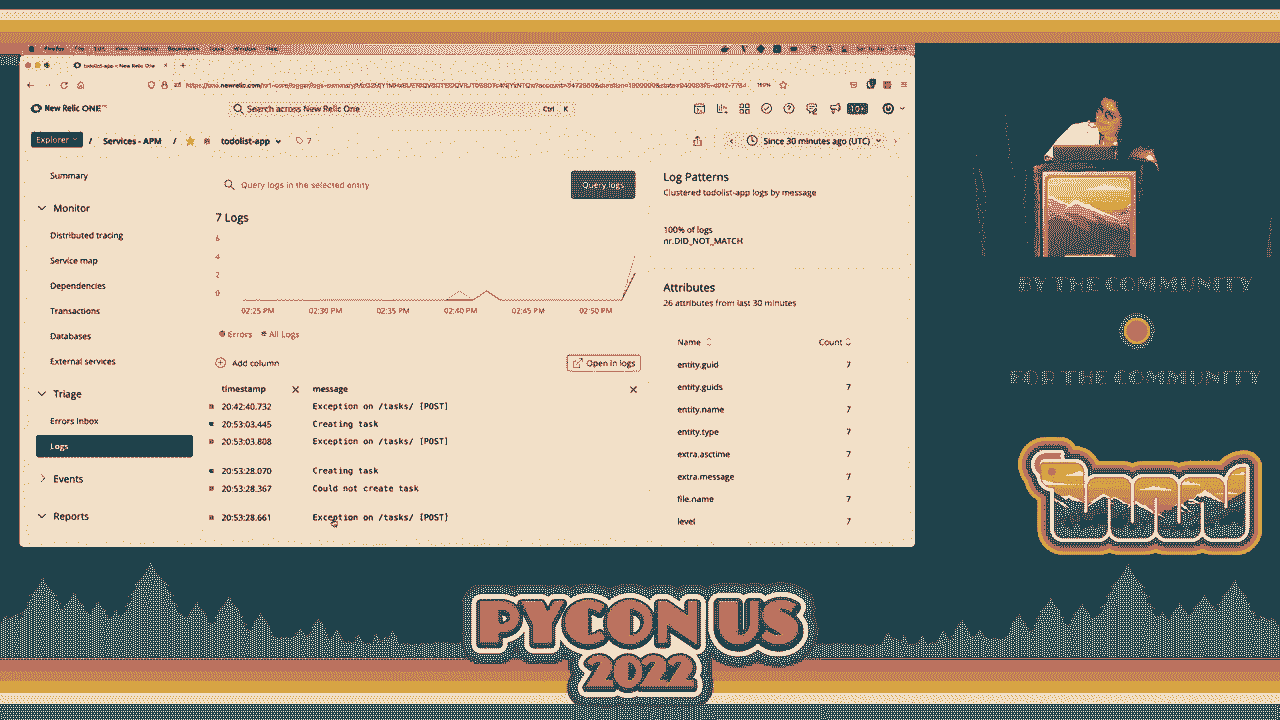 todolist-app - New Relic One
New Relic ONE™
Search across New Relic One
Ctrl K
Explorer
/ Services - APM / todolist-app
7
Since 30 minutes ago (UTC)
Summary
Monitor
Distributed tracing
Service map
Dependencies
Transactions
Databases
External services
Triage
Errors Inbox
Logs
Events
Reports
Query logs in the selected entity
Query logs
7 Logs
6
4
2
0
02:25 PM 02:30 PM 02:35 PM 02:40 PM 02:45 PM 02:50 PM
Errors All Logs
Add column
Open in logs
timestamp message
20:42:40.732 Exception on /tasks/ [POST]
20:53:03.445 Creating task
20:53:03.808 Exception on /tasks/ [POST]
20:53:28.070 Creating task
20:53:28.367 Could not create task
20:53:28.661 Exception on /tasks/ [POST]
Log Patterns
Clustered todolist-app logs by message
100% of logs
nr.DID_NOT_MATCH
Attributes
26 attributes from last 30 minutes
Name Count
entity.guid 7
entity.guids 7
entity.name 7
entity.type 7
extra.asctime 7
extra.message 7
file.name 7
level 7
BY THE COMMUNITY
FOR THE COMMUNITY
PYCON US
2022